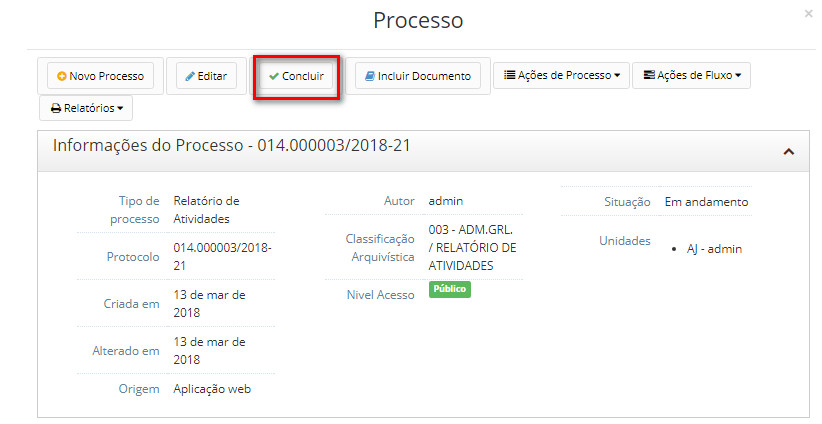 Processo
×
Novo Processo Editar Concluir Incluir Documento Ações de Processo Ações de Fluxo
Relatórios
Informações do Processo - 014.000003/2018-21
Tipo de processo
Relatório de
Atividades
Protocolo
014.000003/2018-
21
Criada em
13 de mar de
2018
Alterado em
13 de mar de
2018
Origem Aplicação web
Autor admin
Classificação
Arquivística
003 - ADM.GRL.
/ RELATÓRIO DE
ATIVIDADES
Nivel Acesso Público
Situação Em andamento
Unidades
• AJ - admin